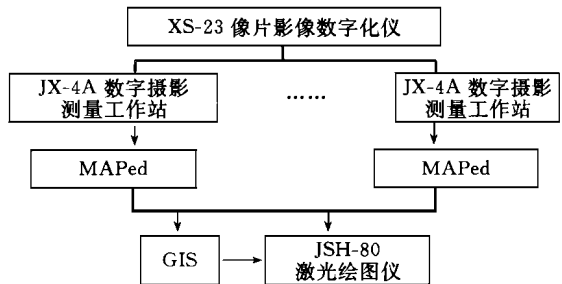 XS-23 像片影像数字化仪
JX-4A 数字摄影
测量工作站
……
JX-4A 数字摄影
测量工作站
MAPed
MAPed
GIS
JSH-80
激光绘图仪